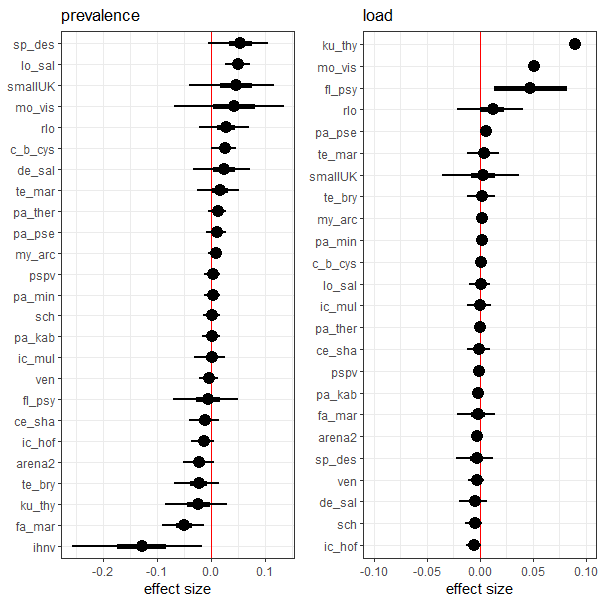 prevalence
sp_des
lo_sal
smallUK
mo_vis
rlo
c_b_cys
de_sal
te_mar
pa_ther
pa_pse
my_arc
pspv
pa_min
sch
pa_kab
ic_mul
ven
fl_psy
ce_sha
ic_hof
arena2
te_bry
ku_thy
fa_mar
ihnv
-0.2 -0.1 0.0 0.1
effect size
load
ku_thy
mo_vis
fl_psy
rlo
pa_pse
te_mar
smallUK
te_bry
my_arc
pa_min
c_b_cys
lo_sal
ic_mul
pa_ther
ce_sha
pspv
pa_kab
fa_mar
arena2
sp_des
ven
de_sal
sch
ic_hof
-0.10 -0.05 0.00 0.05 0.10
effect size